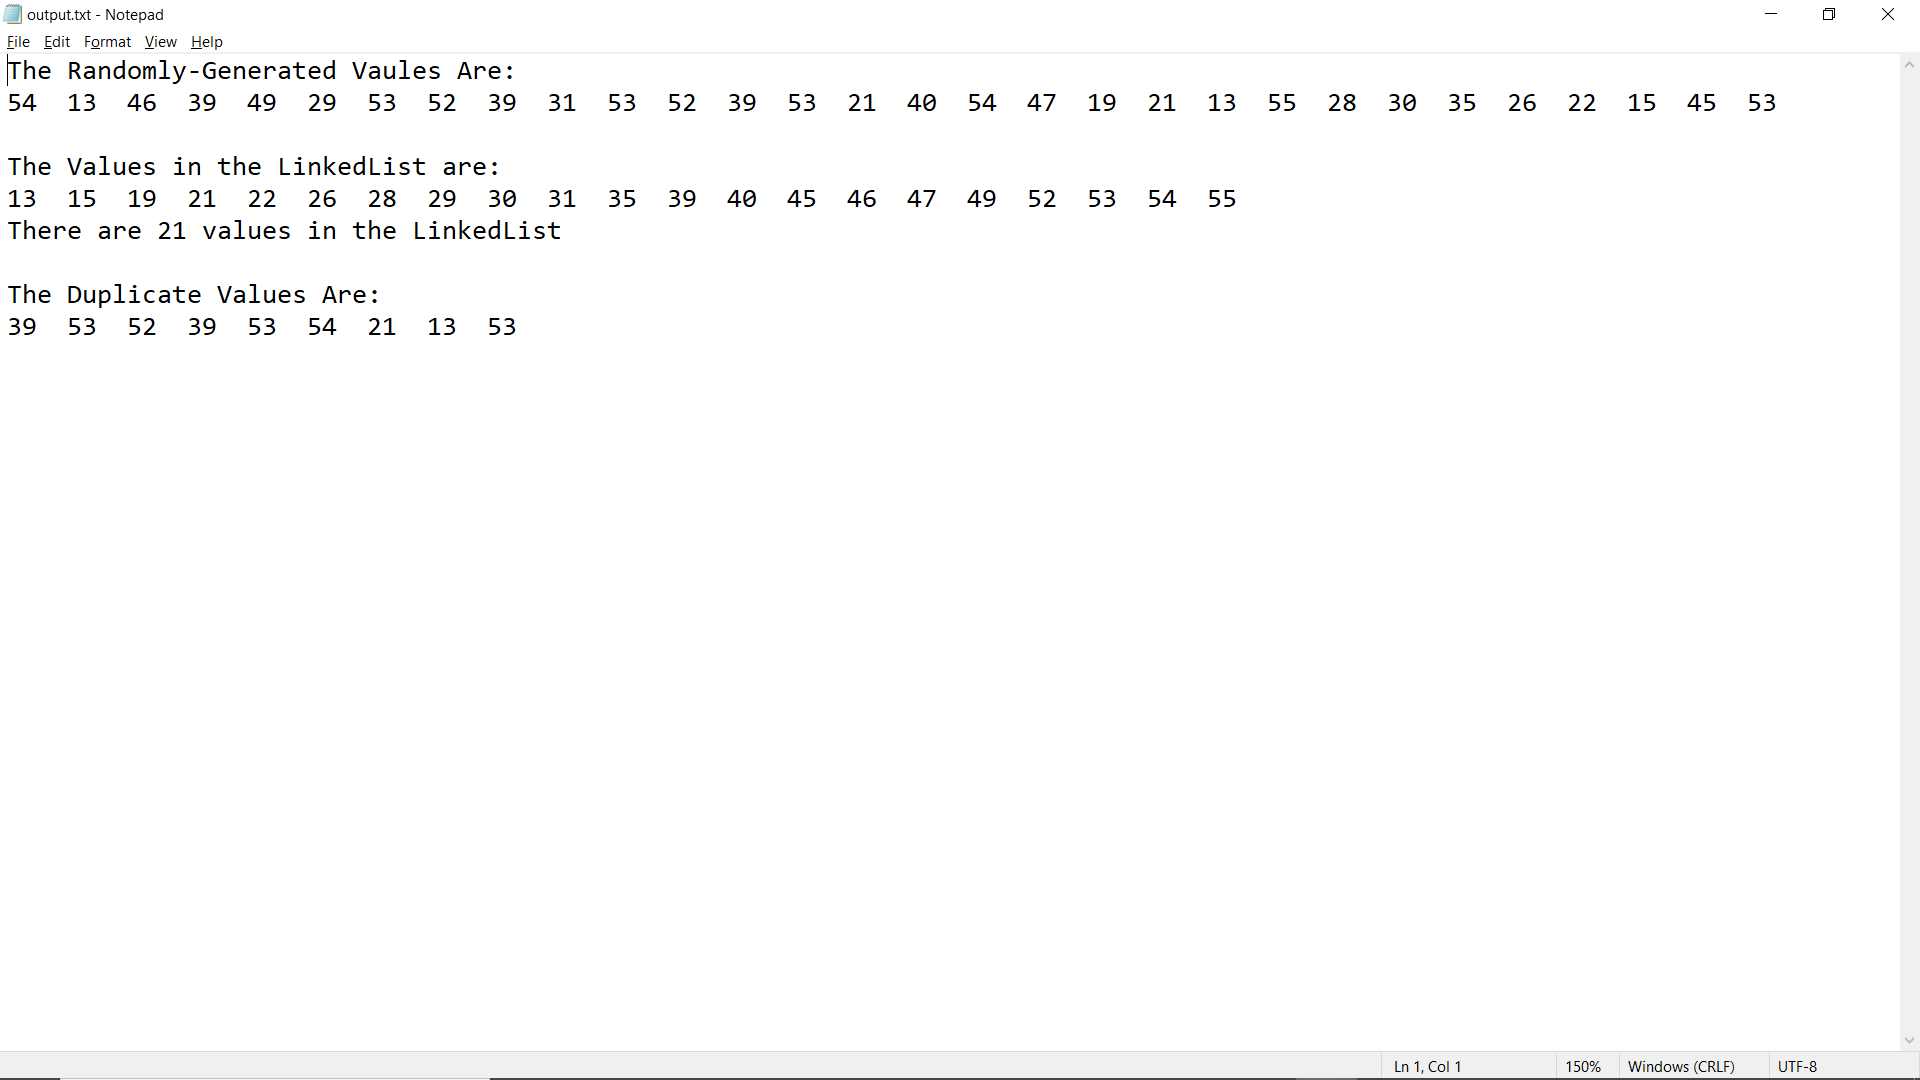 output.txt - Notepad
File Edit Format View Help
The Randomly-Generated Vaules Are:
54 13 46 39 49 29 53 52 39 31 53 52 39 53 21 40 54 47 19 21 13 55 28 30 35 26 22 15 45 53
The Values in the LinkedList are:
13 15 19 21 22 26 28 29 30 31 35 39 40 45 46 47 49 52 53 54 55
There are 21 values in the LinkedList
The Duplicate Values Are:
39 53 52 39 53 54 21 13 53
Ln 1, Col 1 150% Windows (CRLF) UTF-8